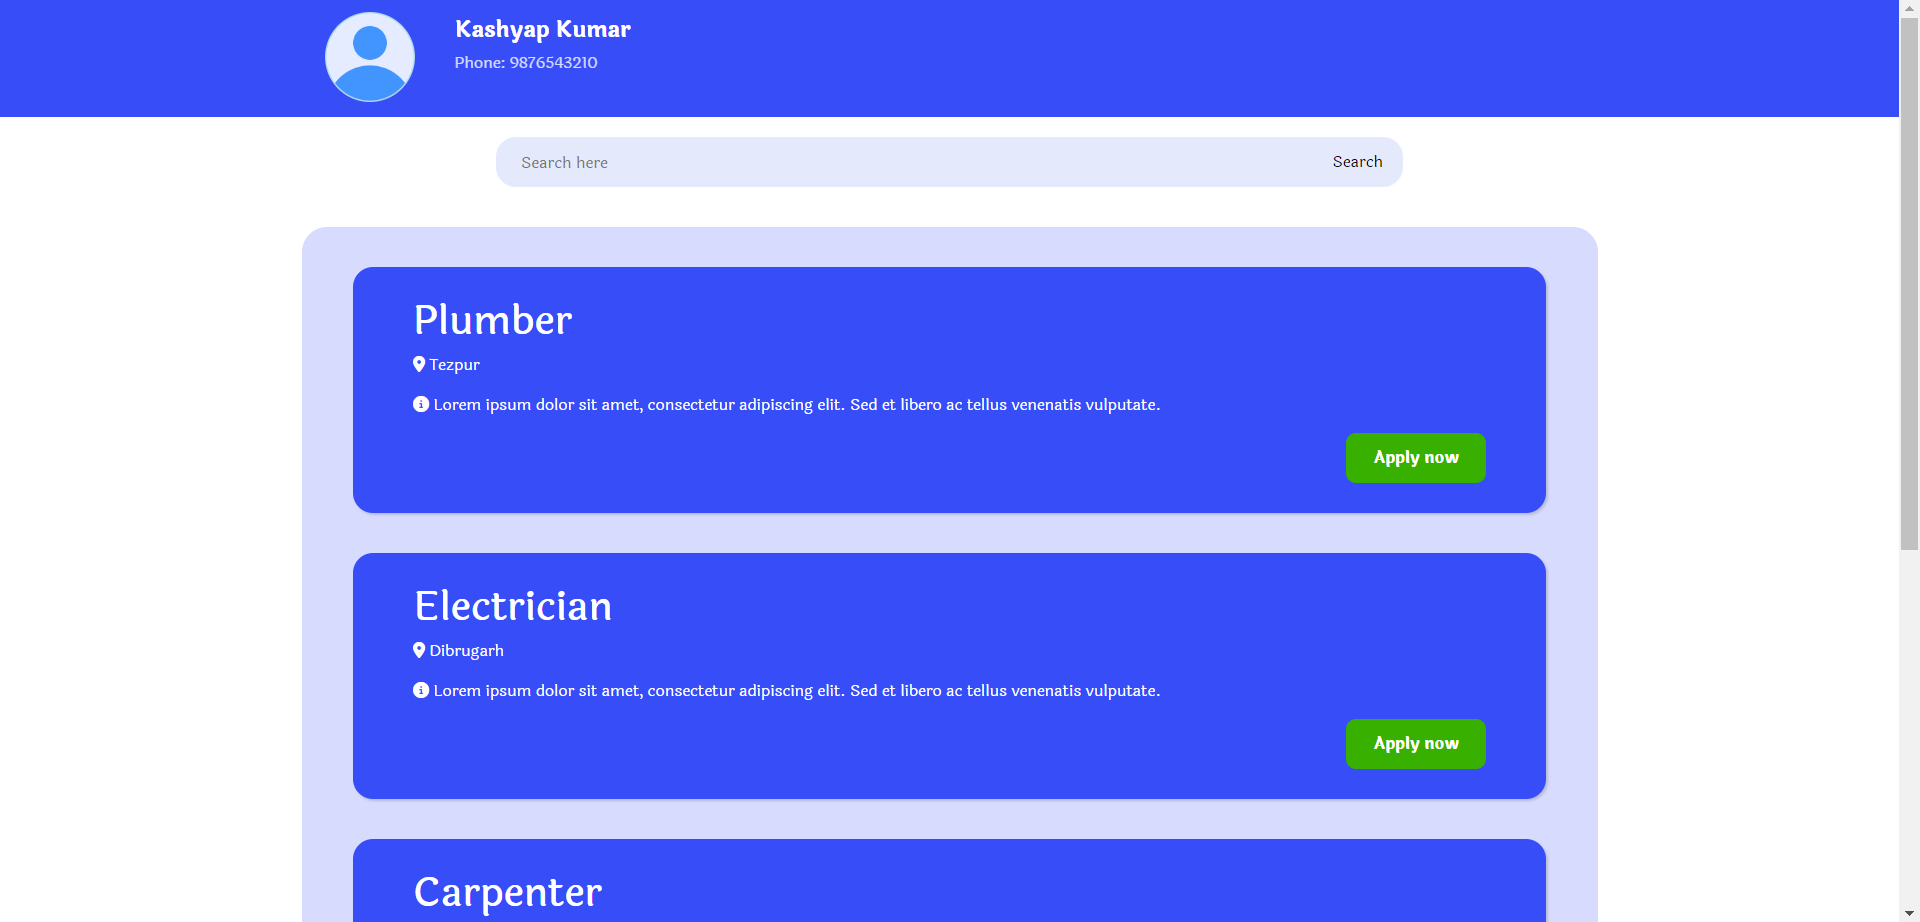 Kashyap Kumar
Phone: 9876543210
Search here
Search
Plumber
Tezpur
Lorem ipsum dolor sit amet, consectetur adipiscing elit. Sed et libero ac tellus venenatis vulputate.
Apply now
Electrician
Dibrugarh
Lorem ipsum dolor sit amet, consectetur adipiscing elit. Sed et libero ac tellus venenatis vulputate.
Apply now
Carpenter